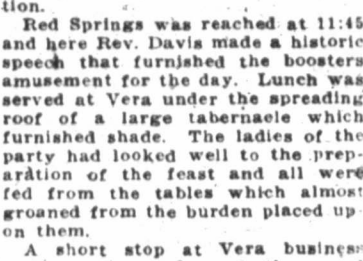 tion.
Red Springs was reached at 11:45
and here Rev. Davis made a historic
speech that furnished the boosters
amusement for the day. Lunch was
served at Vera under the spreading
roof of a large tabernacle which
furnished shade. The ladies of the
party had looked well to the prep-
aration of the feast and all were
fed from the tables which almost
groaned from the burden placed up-
on them.
A short stop at Vera business